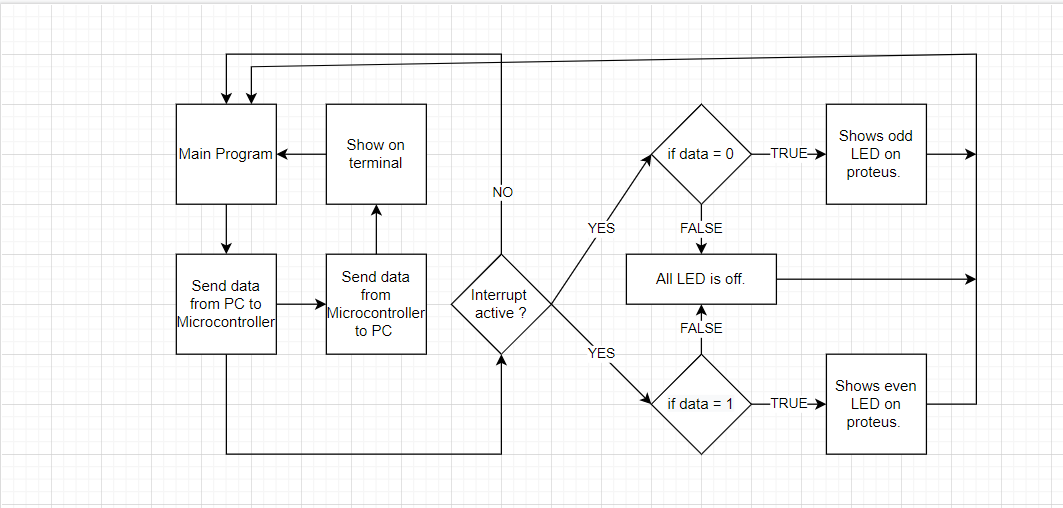 Main Program
Show on
terminal
Send data
from PC to
Microcontroller
Send data
from
Microcontroller
to PC
NO
Interrupt
active ?
YES
YES
if data = 0
TRUE
Shows odd
LED on
proteus.
FALSE
All LED is off.
FALSE
if data = 1
TRUE
Shows even
LED on
proteus.